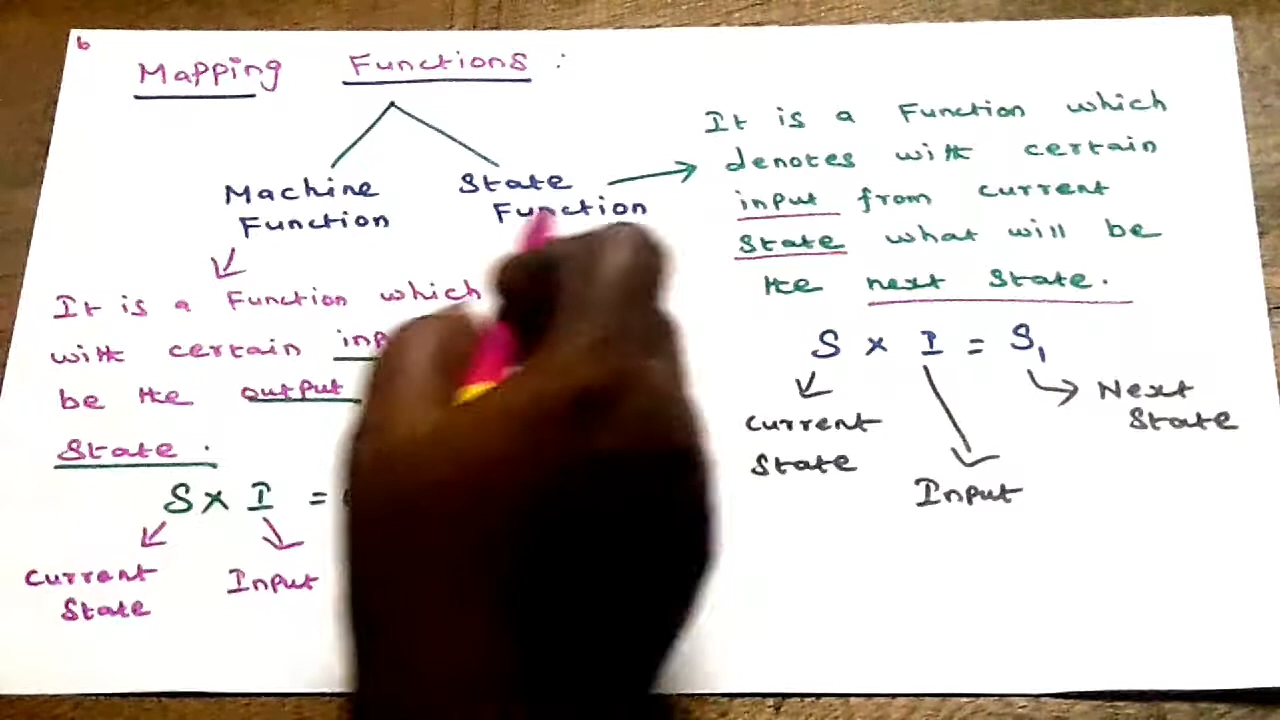 6
Mapping Functions :
Machine
Function
State
Function
It is a Function which
denotes with certain
input from current
State what will be
the next State.
S x I = S1
Current
State
Input
Next
State
It is a Function which
with certain
be the output
State .
S x I =
Current
State
Input